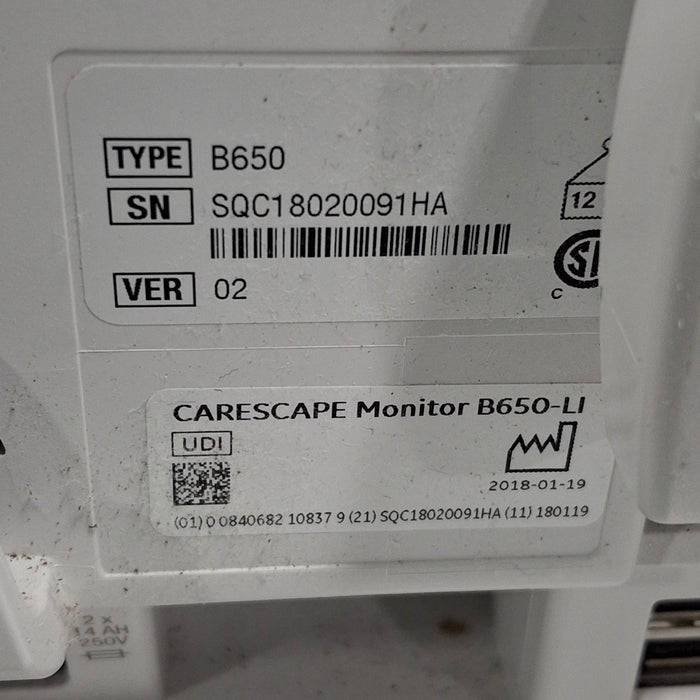 TYPE B650
SN SQC18020091HA
12
VER 02
C
CARESCAPE Monitor B650-LI
UDI
2018-01-19
(01) 0 0840682 10837 9 (21) SQC18020091HA (11) 180119
2 x
AH
250V